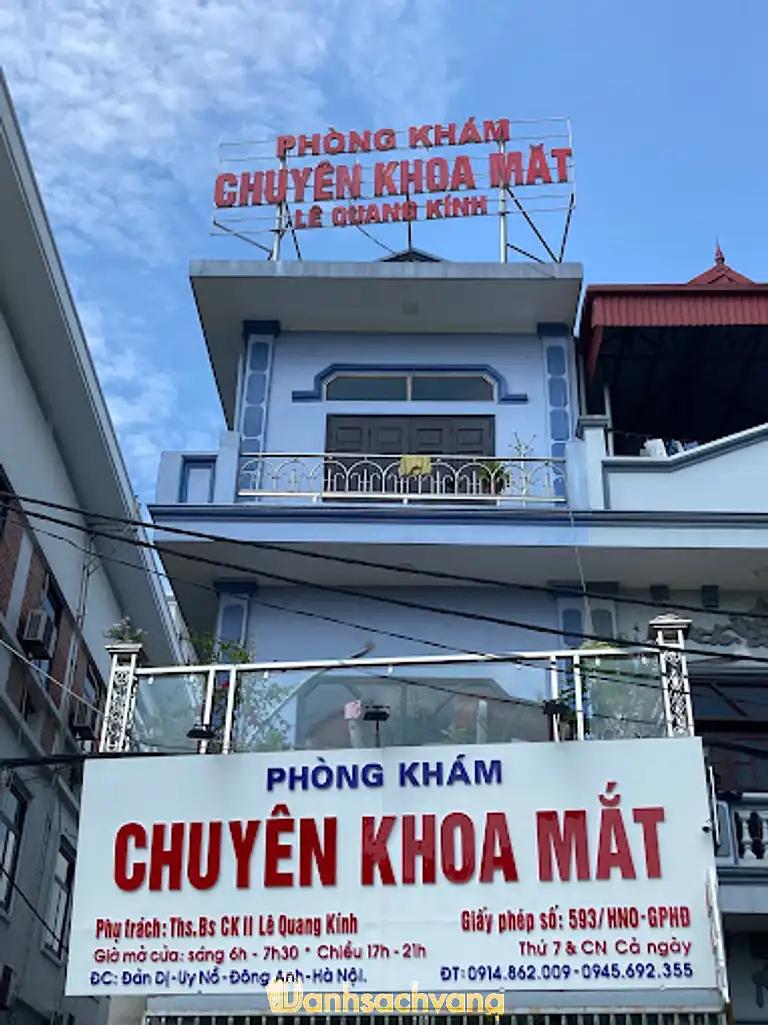 PHÒNG KHÁM
CHUYÊN KHOA MẮT
LÊ QUANG KÍNH
PHÒNG KHÁM
CHUYÊN KHOA MẮT
Phụ trách: Ths.Bs CK II Lê Quang Kính
Giấy phép số: 593/HNO-GPHĐ
Giờ mở cửa: sáng 6h - 7h30 * Chiều 17h - 21h
Thứ 7 & CN Cả ngày
ĐC: Đản Dị-Uy Nỗ-Đông Anh-Hà Nội.
ĐT: 0914.862.009-0945.692.355
Danhsachvang